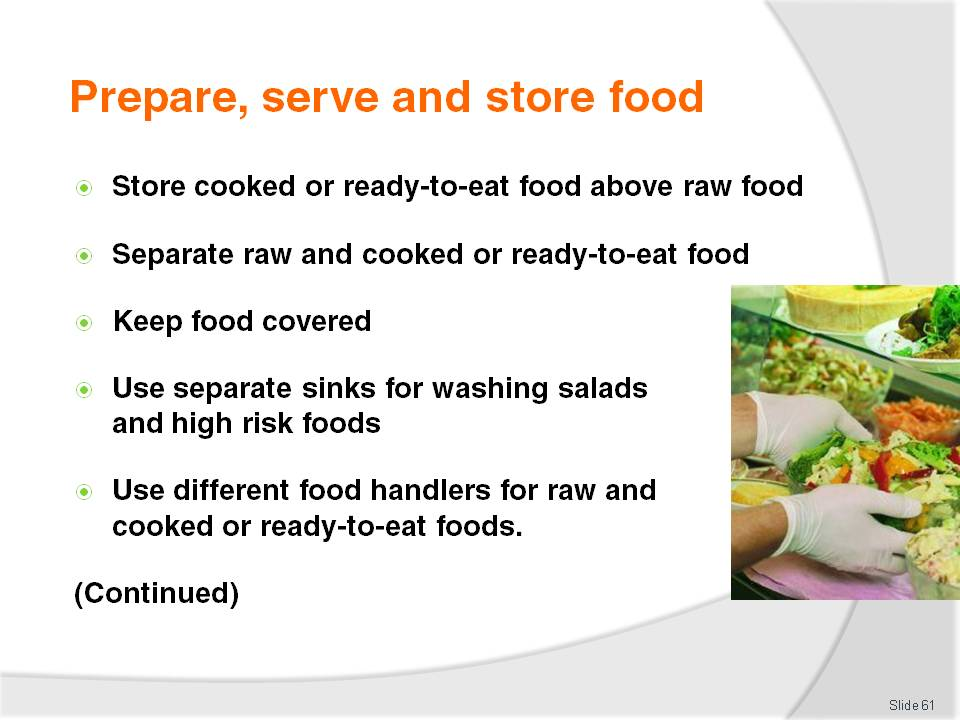 Prepare, serve and store food
Store cooked or ready-to-eat food above raw food
Separate raw and cooked or ready-to-eat food
Keep food covered
Use separate sinks for washing salads
and high risk foods
Use different food handlers for raw and
cooked or ready-to-eat foods.
(Continued)
Slide 61